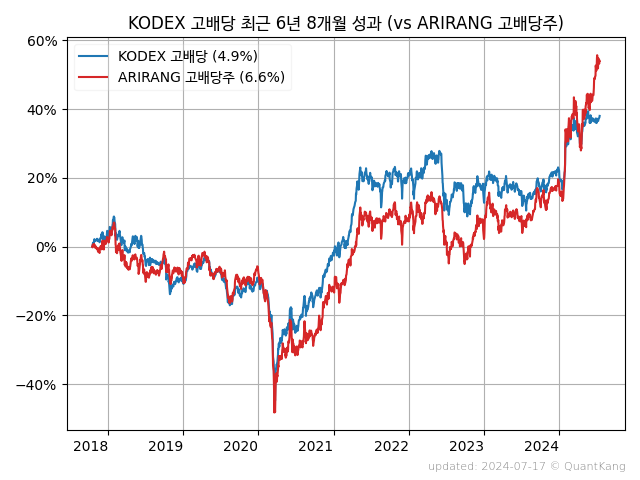 KODEX 고배당 최근 6년 8개월 성과 (vs ARIRANG 고배당주)
60%
KODEX 고배당 (4.9%)
ARIRANG 고배당주 (6.6%)
40%
20%
0%
−20%
−40%
2018 2019 2020 2021 2022 2023 2024
updated: 2024-07-17 © QuantKang